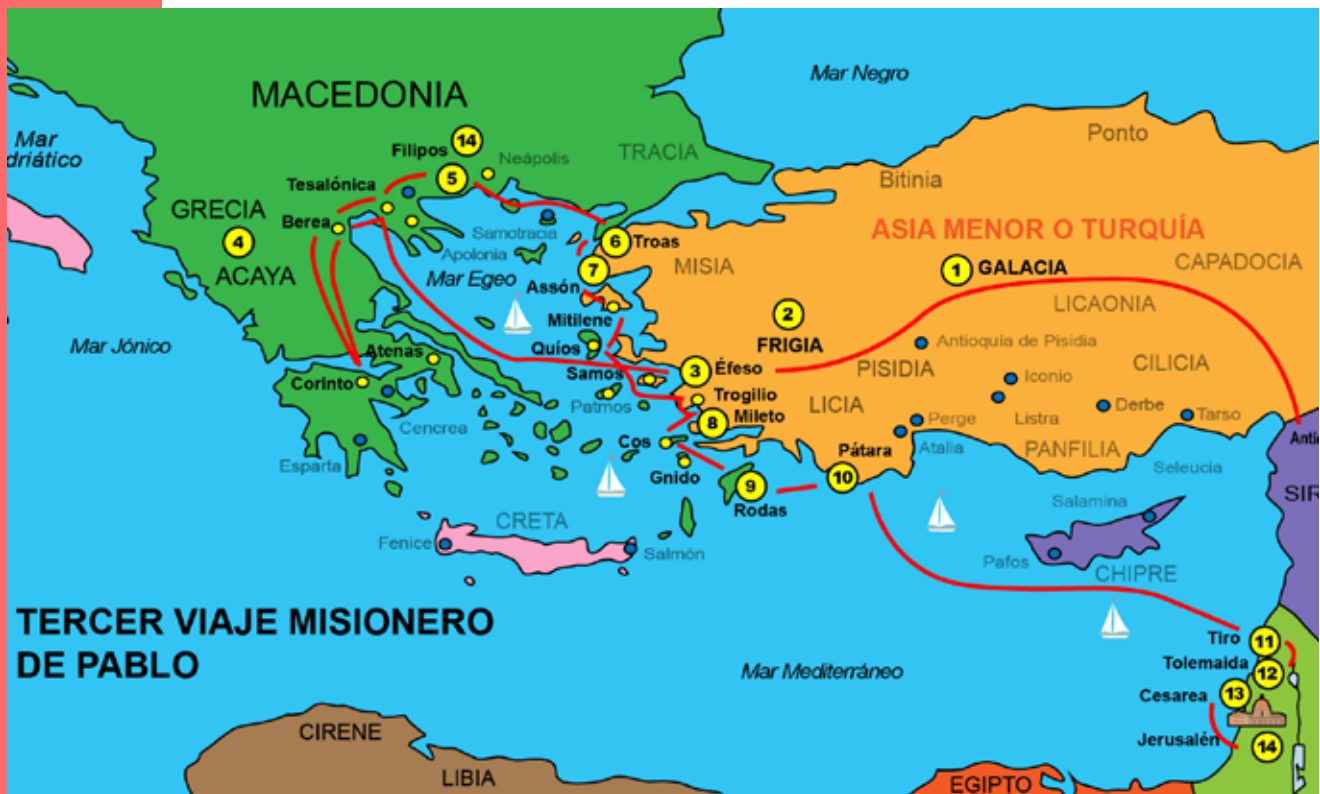 Mar Negro
MACEDONIA
Mar
driático
14
Filipos
5
Neápolis
TRACIA
Ponto
Bitinia
Tesalónica
GRECIA
4
ACAYA
Berea
Samotracia
Apolonia
6
Troas
ASIA MENOR O TURQUÍA
MISIA
1
GALACIA
CAPADOCIA
Mar Egeo
7
Assón
LICAONIA
Mitilene
2
FRIGIA
Mar Jónico
Atenas
Quíos
Antioquía de Pisidia
3
Éfeso
PISIDIA
CILICIA
Corinto
Samos
Patmos
Trogilio
Iconio
LICIA
Listra
Derbe
Tarso
8
Mileto
Perge
Cencrea
Cos
Atalia
PANFILIA
Antio
Esparta
Gnido
Pátara
10
Seleucia
9
Rodas
SIR
Salamina
CRETA
Fenice
Salmón
Pafos
CHIPRE
TERCER VIAJE MISIONERO
DE PABLO
Tiro
11
Mar Mediterráneo
Tolemaida
12
Cesarea
13
CIRENE
Jerusalén
14
LIBIA
EGIPTO